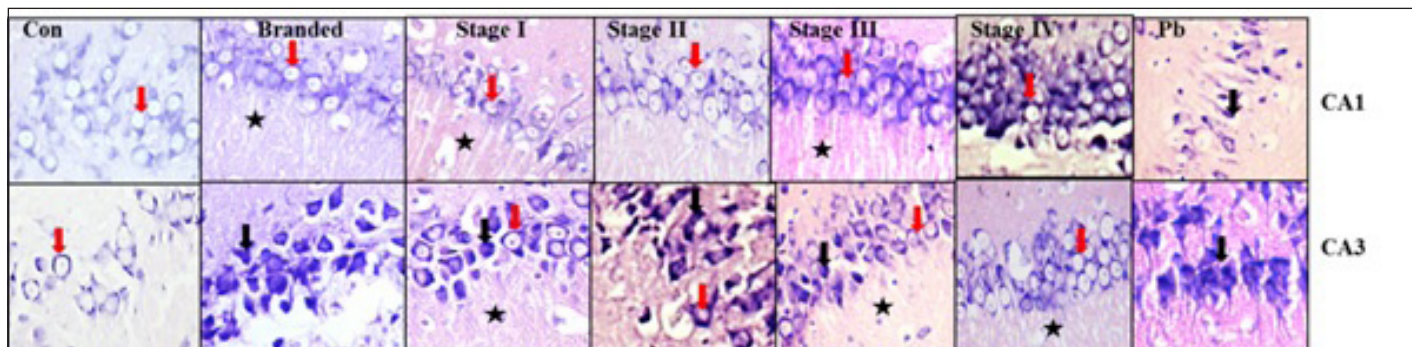 Con Branded Stage I Stage II Stage III Stage IV Pb
CA1
CA3